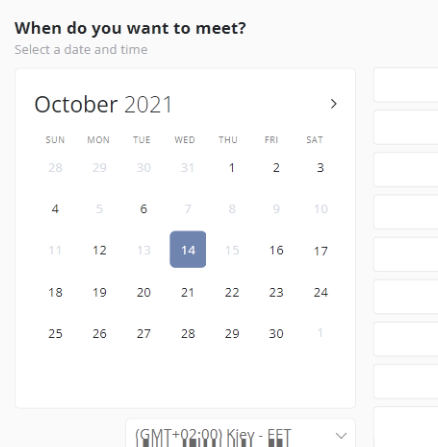 When do you want to meet?
Select a date and time
October 2021
SUN MON TUE WED THU FRI SAT
28 29 30 31 1 2 3
4 5 6 7 8 9 10
11 12 13 14 15 16 17
18 19 20 21 22 23 24
25 26 27 28 29 30 1
(GMT+02:00) Kiev - EET